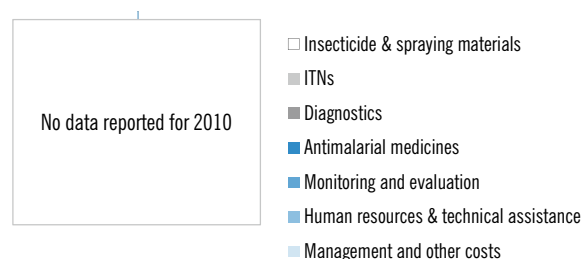 No data reported for 2010
Insecticide & spraying materials
ITNs
Diagnostics
Antimalarial medicines
Monitoring and evaluation
Human resources & technical assistance
Management and other costs